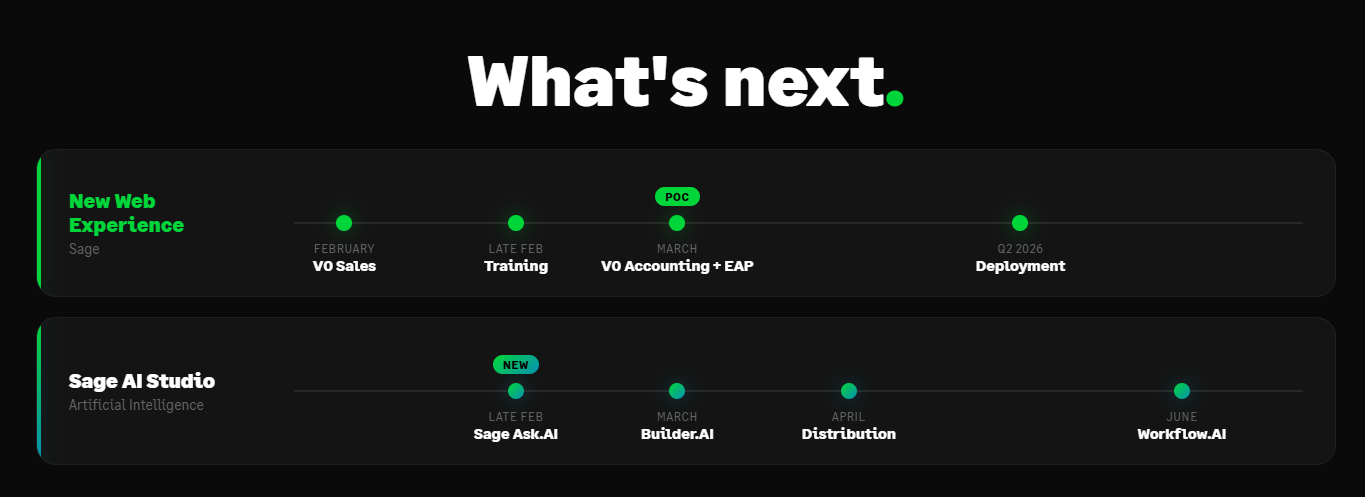 What's next.
New Web
Experience
Sage
POC
FEBRUARY
V0 Sales
LATE FEB
Training
MARCH
V0 Accounting + EAP
Q2 2026
Deployment
Sage AI Studio
Artificial Intelligence
NEW
LATE FEB
Sage Ask.AI
MARCH
Builder.AI
APRIL
Distribution
JUNE
Workflow.AI